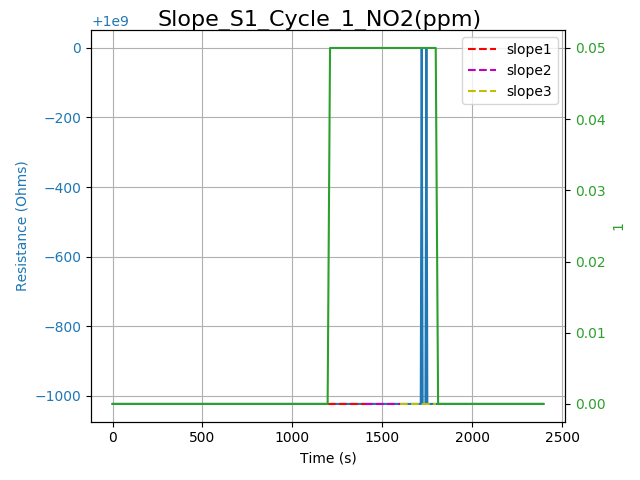 Slope_S1_Cycle_1_NO2(ppm)
+1e9
0
−200
−400
−600
−800
−1000
Resistance (Ohms)
slope1
slope2
slope3
0.05
0.04
0.03
0.02
0.01
0.00
1
0
500
1000
1500
2000
2500
Time (s)